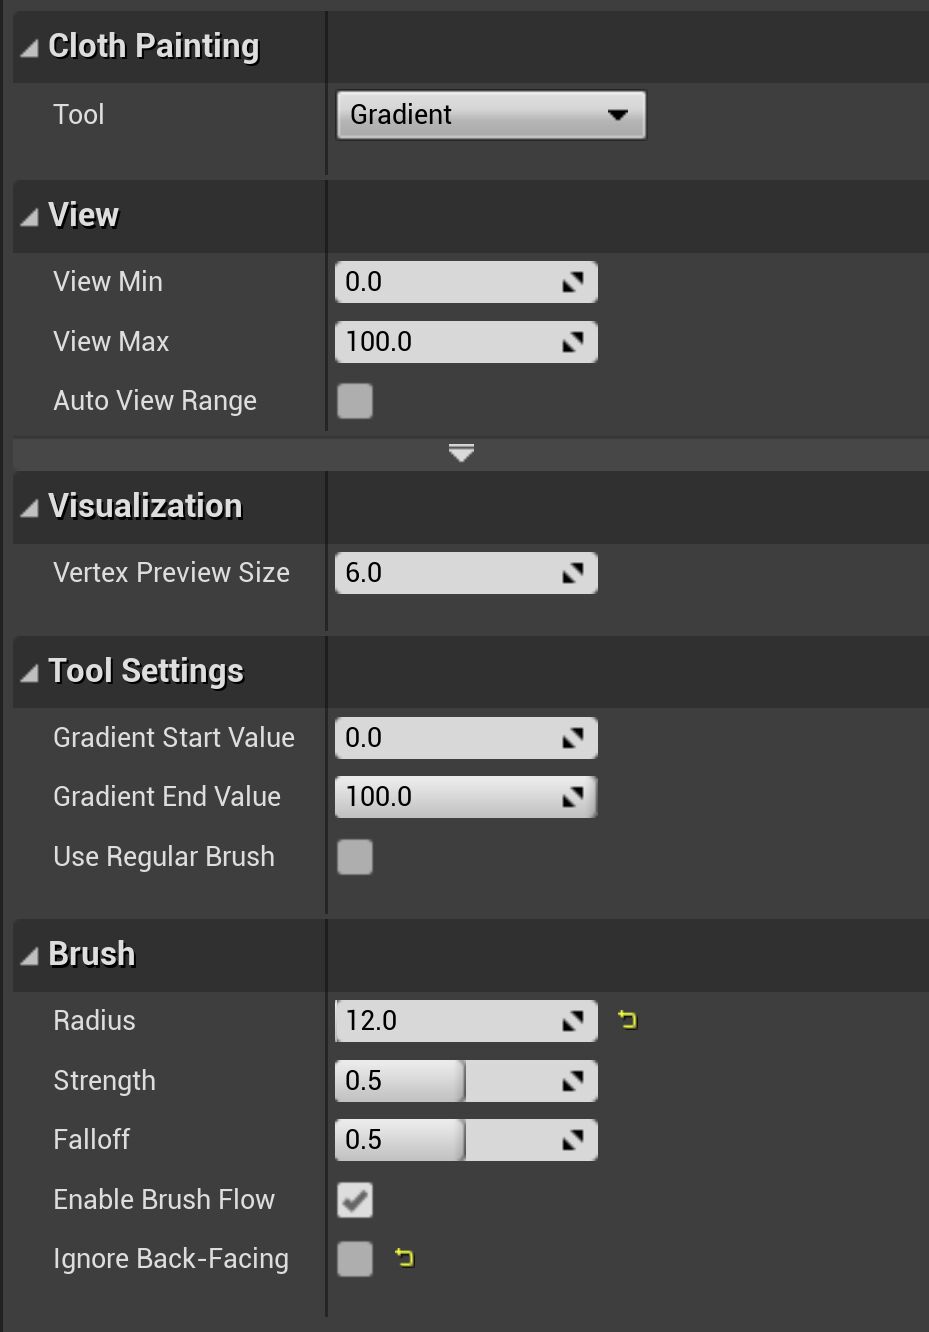 Cloth Painting
Tool Gradient
View
View Min 0.0
View Max 100.0
Auto View Range
Visualization
Vertex Preview Size 6.0
Tool Settings
Gradient Start Value 0.0
Gradient End Value 100.0
Use Regular Brush
Brush
Radius 12.0
Strength 0.5
Falloff 0.5
Enable Brush Flow
Ignore Back-Facing